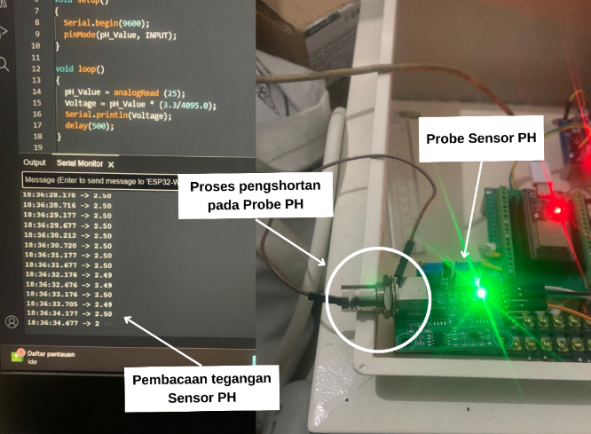 6 void setup()
7 {
8 Serial.begin(9600);
9 pinMode(pH_Value, INPUT);
10 }
11
12 void loop()
13 {
14 pH_Value = analogRead (25);
15 Voltage = pH_Value * (3.3/4095.0);
16 Serial.println(Voltage);
17 delay(500);
18 }
19
Output Serial Monitor X
Message (Enter to send message to 'ESP32-W
18:36:28.178 -> 2.50
18:36:28.716 -> 2.50
18:36:29.177 -> 2.50
18:36:29.677 -> 2.50
18:36:30.212 -> 2.50
18:36:30.720 -> 2.50
18:36:31.177 -> 2.50
18:36:31.677 -> 2.50
18:36:32.176 -> 2.49
18:36:32.676 -> 2.49
18:36:33.176 -> 2.50
18:36:33.705 -> 2.49
18:36:34.177 -> 2.50
18:36:34.677 -> 2
Daftar pantauan
Idle
Proses pengshortan
pada Probe PH
Probe Sensor PH
Pembacaan tegangan
Sensor PH